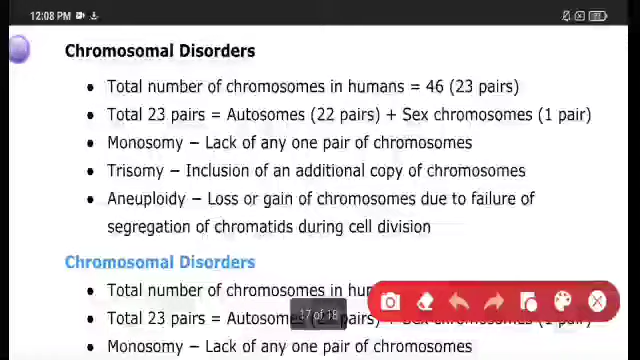 12:08 PM
Chromosomal Disorders
• Total number of chromosomes in humans = 46 (23 pairs)
• Total 23 pairs = Autosomes (22 pairs) + Sex chromosomes (1 pair)
• Monosomy – Lack of any one pair of chromosomes
• Trisomy – Inclusion of an additional copy of chromosomes
• Aneuploidy – Loss or gain of chromosomes due to failure of
segregation of chromatids during cell division
Chromosomal Disorders
• Total number of chromosomes in
17 of 18
• Total 23 pairs = Autosomes
• Monosomy – Lack of any one pair of chromosomes